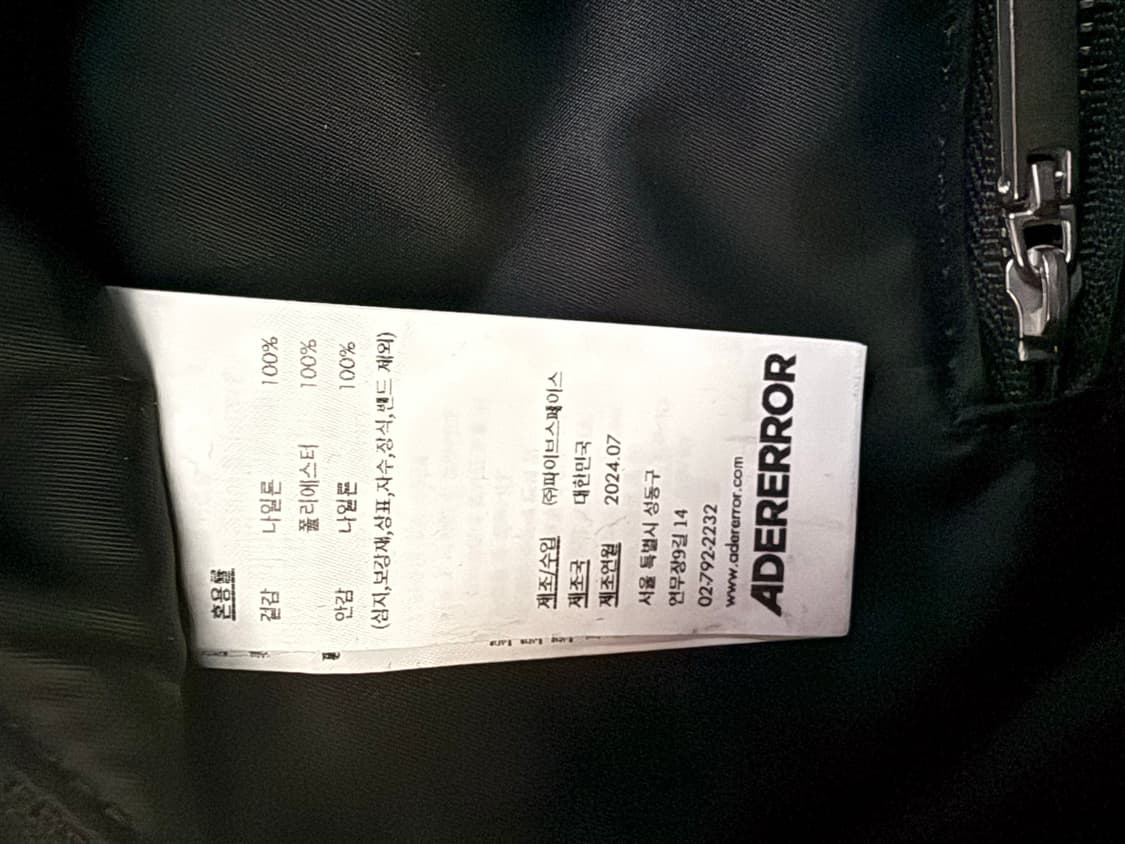 혼용률
겉감 나일론 100%
폴리에스터 100%
안감 나일론 100%
(심지,보강재,상표,자수,장식,밴드 제외)
제조/수입 (주)파이브스페이스
제조국 대한민국
제조연월 2024.07
서울 특별시 성동구
연무장9길 14
02-792-2232
www.adererror.com
ADERERROR